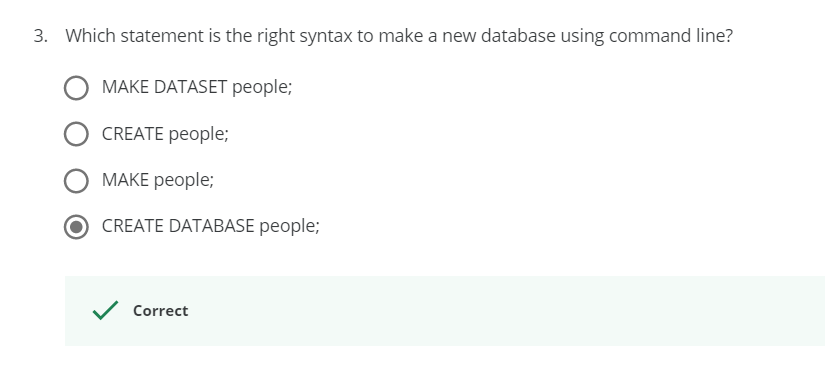 3. Which statement is the right syntax to make a new database using command line?
MAKE DATASET people;
CREATE people;
MAKE people;
CREATE DATABASE people;
Correct